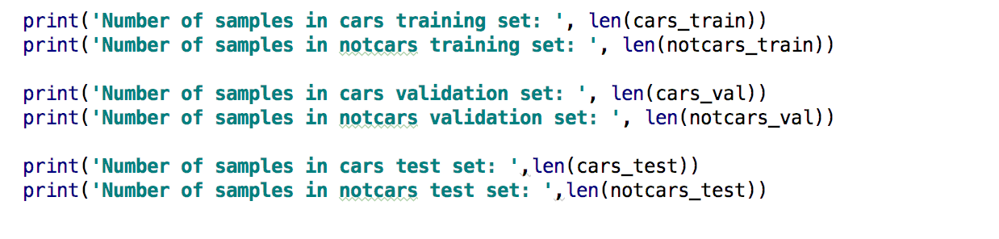 print('Number of samples in cars training set: ', len(cars_train))
print('Number of samples in notcars training set: ', len(notcars_train))
print('Number of samples in cars validation set: ', len(cars_val))
print('Number of samples in notcars validation set: ', len(notcars_val))
print('Number of samples in cars test set: ',len(cars_test))
print('Number of samples in notcars test set: ',len(notcars_test))